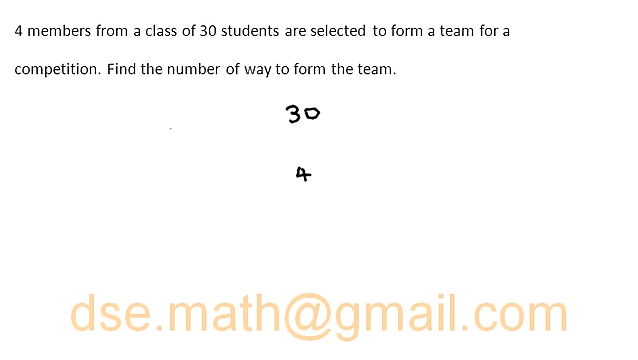 4 members from a class of 30 students are selected to form a team for a
competition. Find the number of way to form the team.
30
4
dse.math@gmail.com